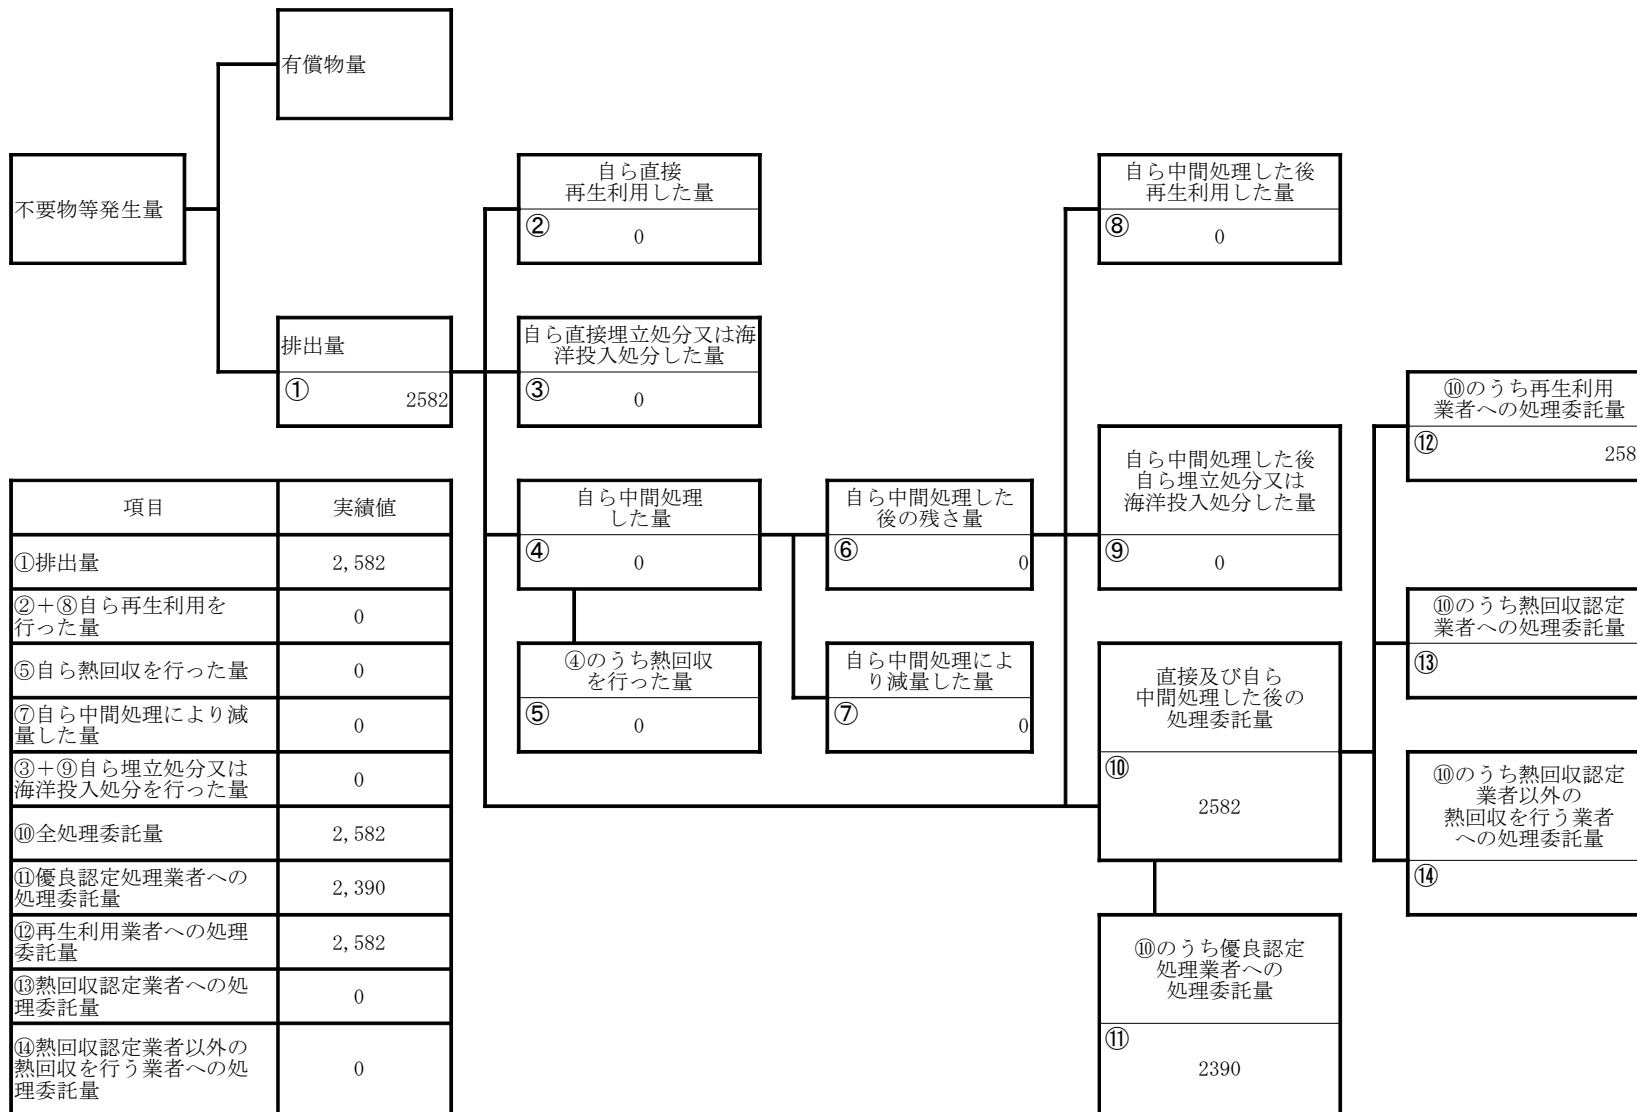 有償物量
不要物等発生量
排出量
①
2582
自ら直接
再生利用した量
②
0
自ら直接埋立処分又は海
洋投入処分した量
③
0
自ら中間処理
した量
④
0
④のうち熱回収
を行った量
⑤
0
自ら中間処理した
後の残さ量
⑥
0
自ら中間処理によ
り減量した量
⑦
0
自ら中間処理した後
再生利用した量
⑧
0
自ら中間処理した後
自ら埋立処分又は
海洋投入処分した量
⑨
0
直接及び自ら
中間処理した後の
処理委託量
⑩
2582
⑩のうち優良認定
処理業者への
処理委託量
⑪
2390
⑩のうち再生利用
業者への処理委託量
⑫
258
⑩のうち熱回収認定
業者への処理委託量
⑬
⑩のうち熱回収認定
業者以外の
熱回収を行う業者
への処理委託量
⑭
項目 実績値
①排出量 2,582
②＋⑧自ら再生利用を
行った量 0
⑤自ら熱回収を行った量 0
⑦自ら中間処理により減
量した量 0
③＋⑨自ら埋立処分又は
海洋投入処分を行った量 0
⑩全処理委託量 2,582
⑪優良認定処理業者への
処理委託量 2,390
⑫再生利用業者への処理
委託量 2,582
⑬熱回収認定業者への処
理委託量 0
⑭熱回収認定業者以外の
熱回収を行う業者への処
理委託量 0